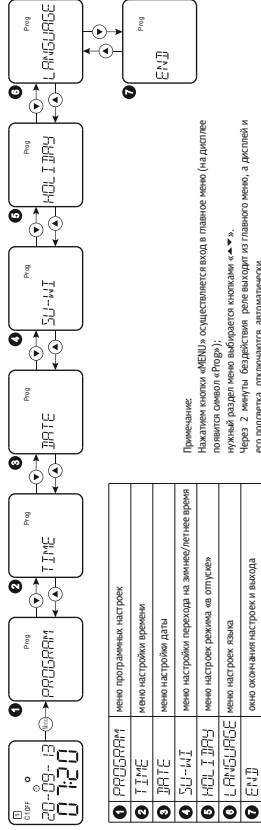 1 C1OFF
20-09-13
07:20
MENU
1 Prog PROGRAM
2 Prog TIME
3 Prog DATE
4 Prog SU-WI
5 Prog HOLIDAY
6 Prog LANGUAGE
7 Prog END
1 PROGRAM меню программных настроек
2 TIME меню настройки времени
3 DATE меню настройки даты
4 SU-WI меню настройки перехода на зимнее/летнее время
5 HOLIDAY меню настроек режима «в отпуске»
6 LANGUAGE меню настроек языка
7 END окно окончания настроек и выхода
Примечание:
Нажатием кнопки «MENU» осуществляется вход в главное меню (на дисплее
появится символ «Prog»);
нужный раздел меню выбирается кнопками «▲▼».
Через 2 минуты бездействия реле выходит из главного меню, а дисплей и
его подсветка отключаются автоматически